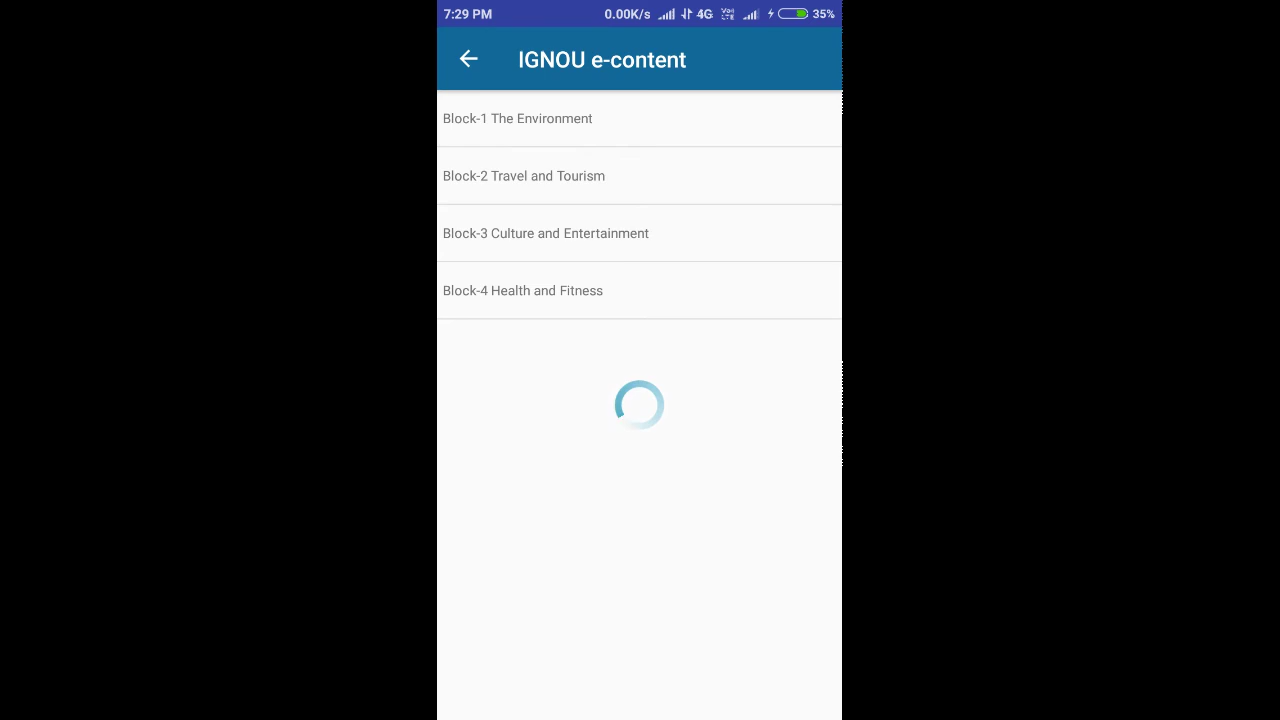 7:29 PM 0.00K/s 4G 35%
IGNOU e-content
Block-1 The Environment
Block-2 Travel and Tourism
Block-3 Culture and Entertainment
Block-4 Health and Fitness